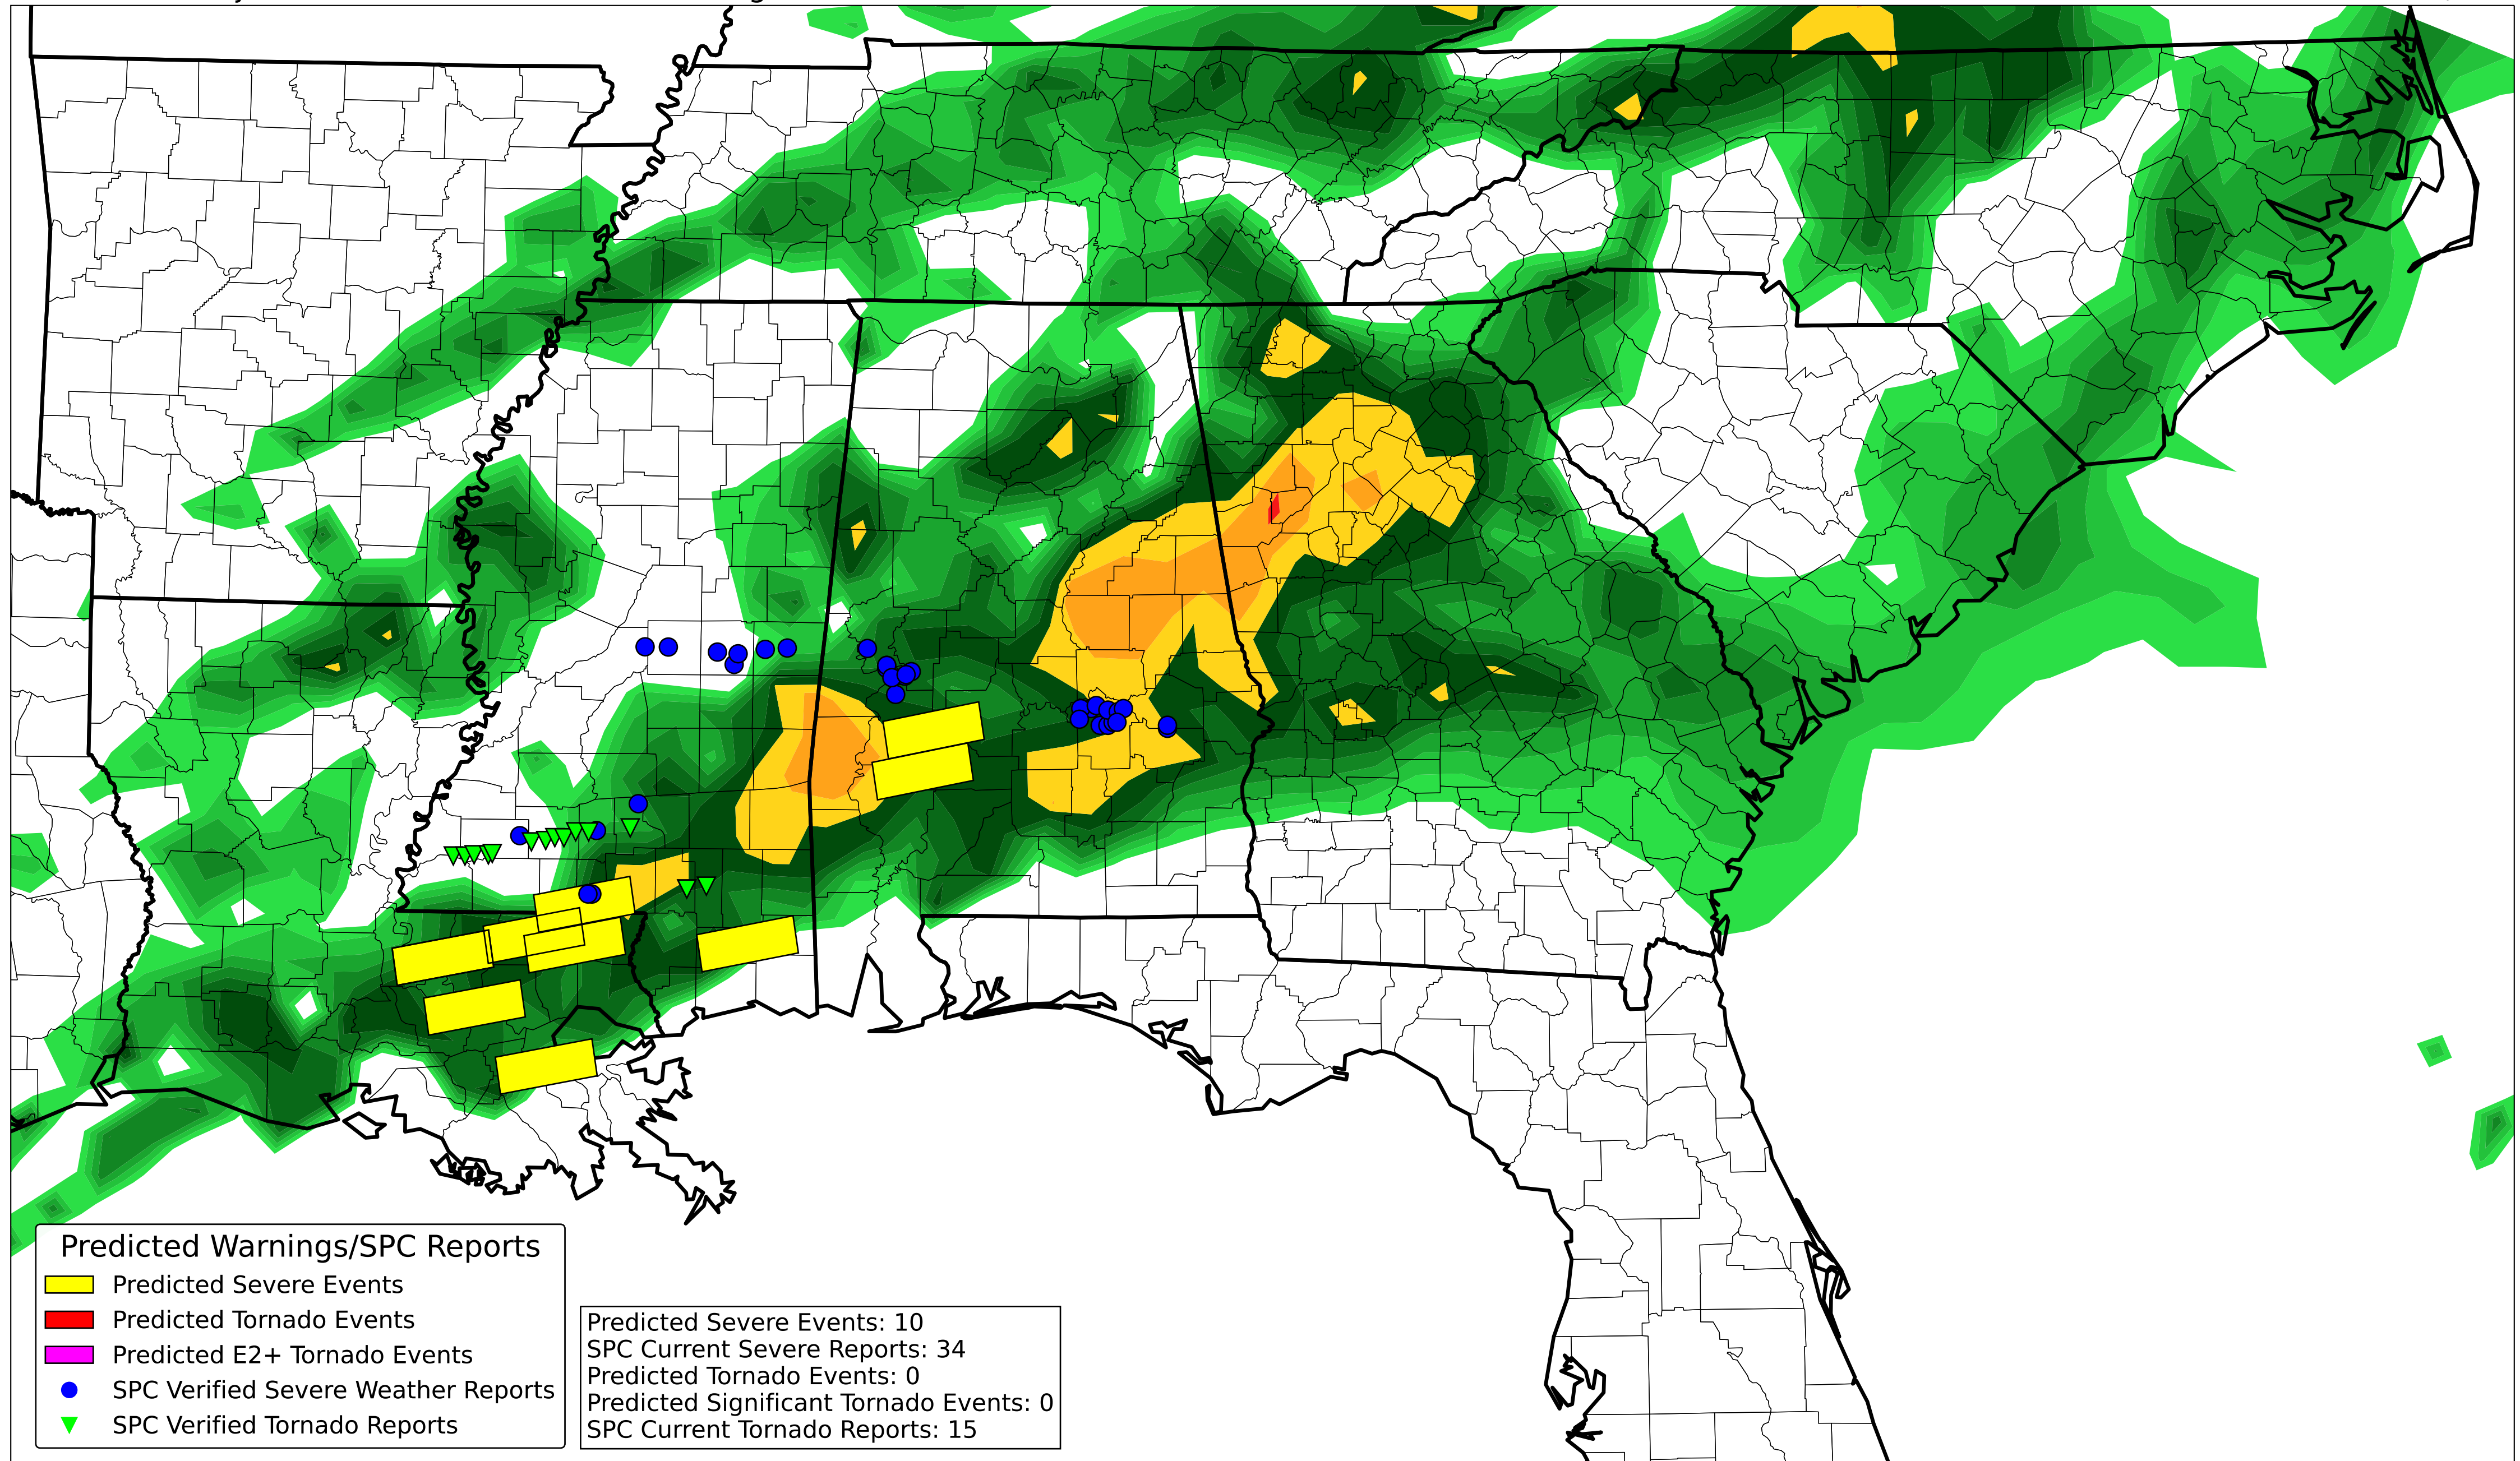 Predicted Warnings/SPC Reports
Predicted Severe Events
Predicted Tornado Events
Predicted E2+ Tornado Events
SPC Verified Severe Weather Reports
SPC Verified Tornado Reports
Predicted Severe Events: 10
SPC Current Severe Reports: 34
Predicted Tornado Events: 0
Predicted Significant Tornado Events: 0
SPC Current Tornado Reports: 15